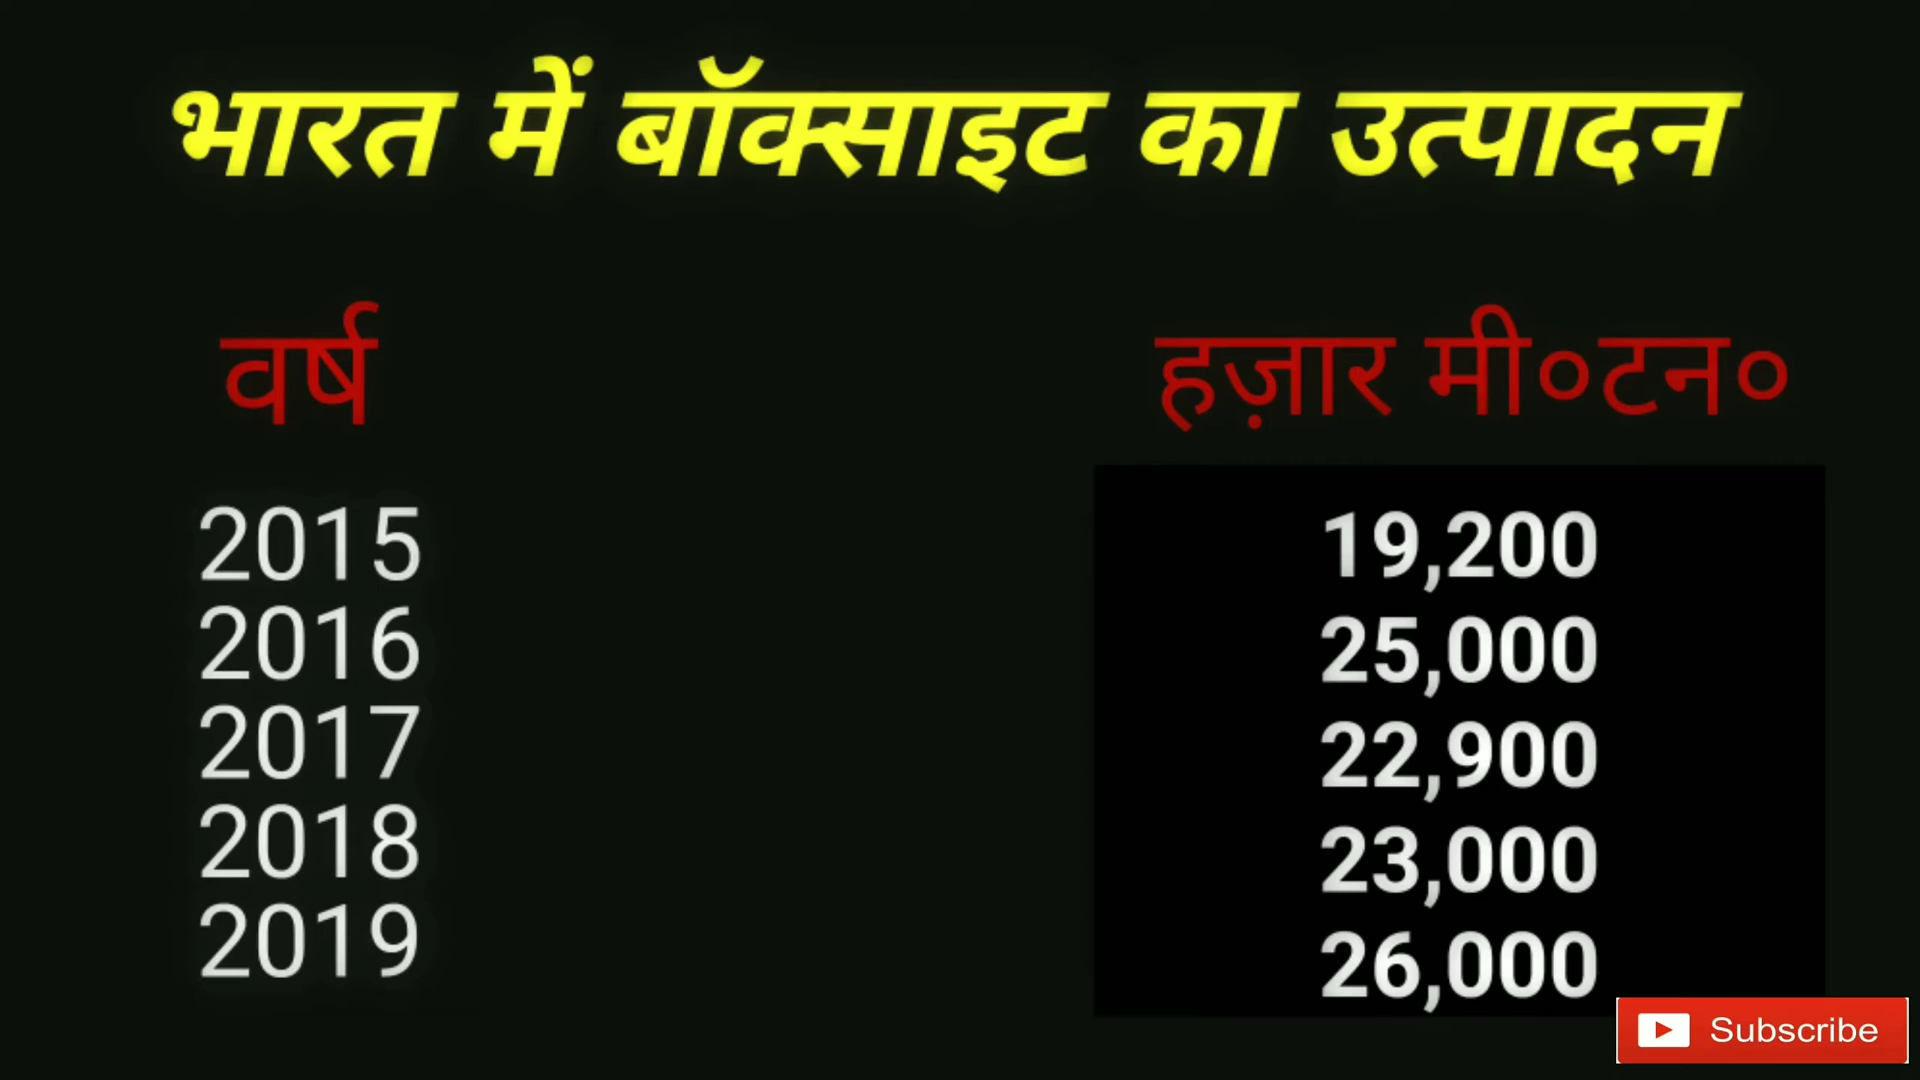 भारत में बॉक्साइट का उत्पादन
वर्ष हज़ार मी०टन०
2015 19,200
2016 25,000
2017 22,900
2018 23,000
2019 26,000
Subscribe